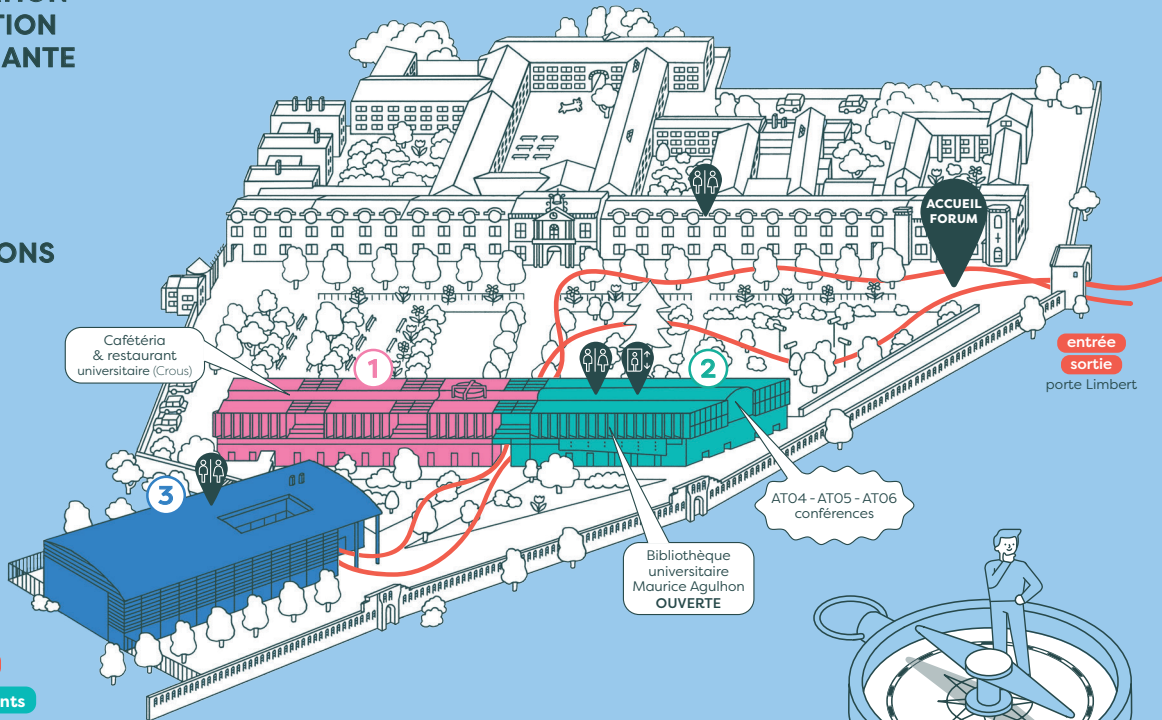 TION
ANTE
ONS
ACCUEIL
FORUM
Cafétéria
& restaurant
universitaire (Crous)
1
2
entrée
sortie
porte Limbert
3
AT04 - AT05 - AT06
conférences
Bibliothèque
universitaire
Maurice Agulhon
OUVERTE
nts